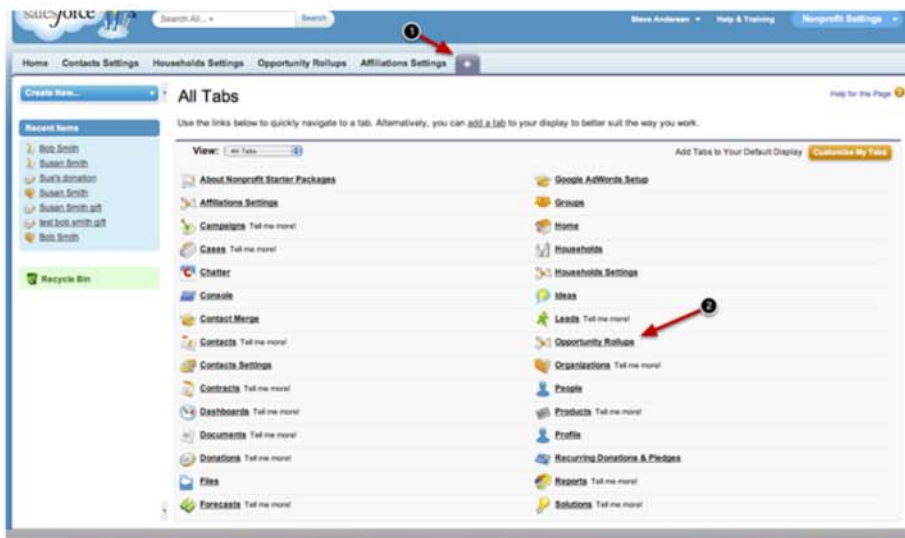 salesforce
Search All...
Search
Steve Anderson
Help & Training
Nonprofit Settings
1
Home
Contacts Settings
Households Settings
Opportunity Rollups
Affiliations Settings
+
Create New...
All Tabs
Help for this Page
Use the links below to quickly navigate to a tab. Alternatively, you can add a tab to your display to better suit the way you work.
Recent Items
Bob Smith
Susan Smith
Sue's donation
Susan Smith
Susan Smith gift
test bob smith gift
Bob Smith
Recycle Bin
View: All Tabs
Add Tabs to Your Default Display
Customize My Tabs
About Nonprofit Starter Packages
Affiliations Settings
Campaigns Tell me more!
Cases Tell me more!
Chatter
Console
Contact Merge
Contacts Tell me more!
Contacts Settings
Contracts Tell me more!
Dashboards Tell me more!
Documents Tell me more!
Donations Tell me more!
Files
Forecasts Tell me more!
Google AdWords Setup
Groups
Home
Households
Households Settings
Ideas
2
Leads Tell me more!
Opportunity Rollups
Organizations Tell me more!
People
Products Tell me more!
Profile
Recurring Donations & Pledges
Reports Tell me more!
Solutions Tell me more!